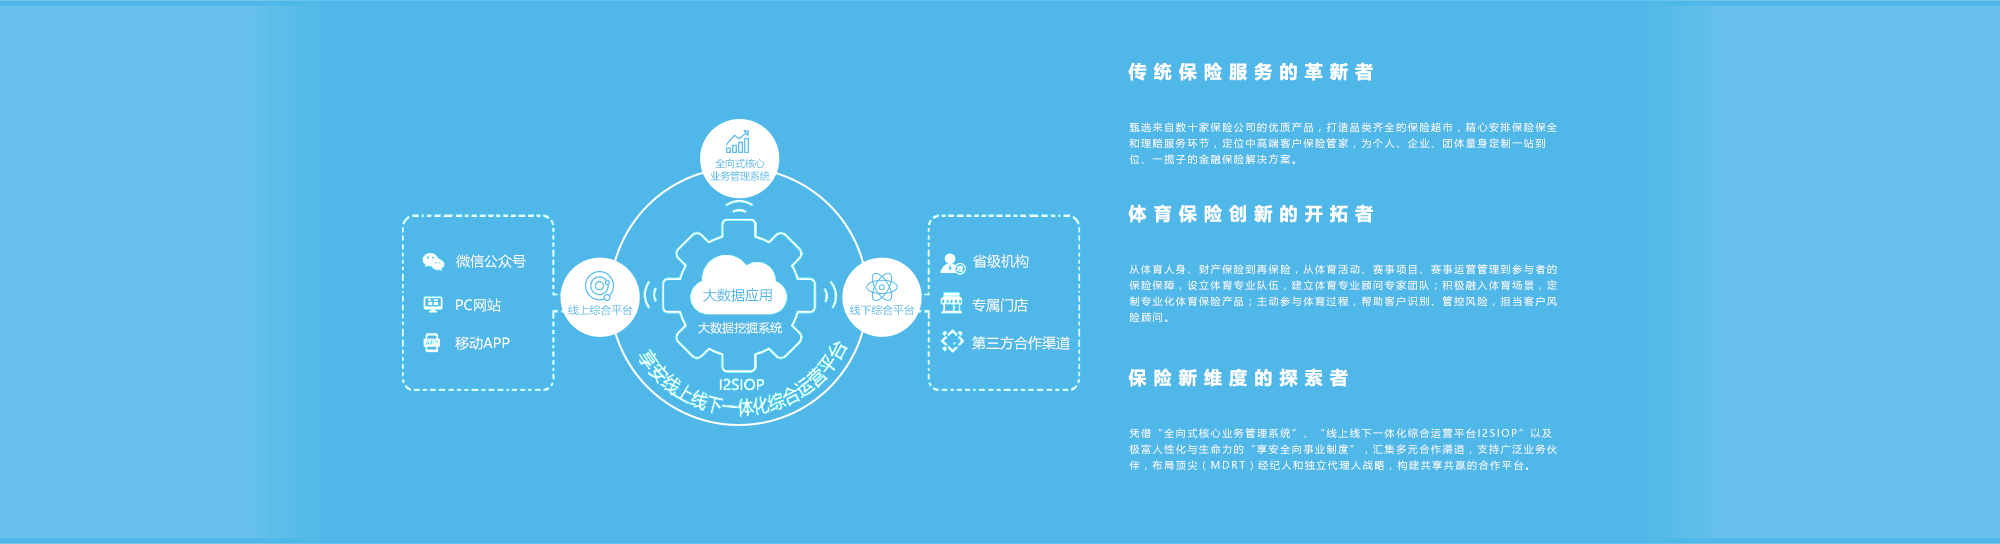 全向式核心
业务管理系统
微信公众号
PC网站
移动APP
线上综合平台
大数据应用
大数据挖掘系统
I2SIOP
享安线上线下一体化综合运营平台
线下综合平台
省级机构
专属门店
第三方合作渠道
传统保险服务的革新者
甄选来自数十家保险公司的优质产品，打造品类齐全的保险超市，精心安排保险保全
和理赔服务环节，定位中高端客户保险管家，为个人、企业、团体量身定制一站到
位、一揽子的金融保险解决方案。
体育保险创新的开拓者
从体育人身、财产保险到再保险，从体育活动、赛事项目、赛事运营管理到参与者的
保险保障，设立体育专业队伍，建立体育专业顾问专家团队；积极融入体育场景，定
制专业化体育保险产品；主动参与体育过程，帮助客户识别、管控风险，担当客户风
险顾问。
保险新维度的探索者
凭借“全向式核心业务管理系统”、“线上线下一体化综合运营平台I2SIOP”以及
极富人性化与生命力的“享安全向事业制度”，汇集多元合作渠道，支持广泛业务伙
伴，布局顶尖（MDRT）经纪人和独立代理人战略，构建共享共赢的合作平台。